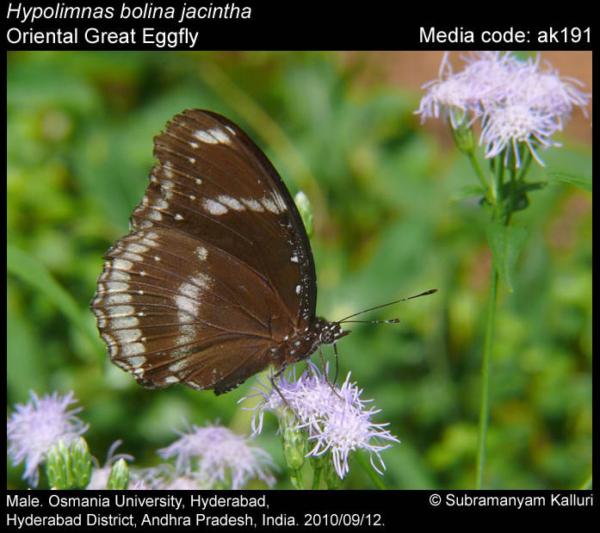 Hypolimnas bolina jacintha
Oriental Great Eggfly
Media code: ak191
Male. Osmania University, Hyderabad,
Hyderabad District, Andhra Pradesh, India. 2010/09/12.
© Subramanyam Kalluri